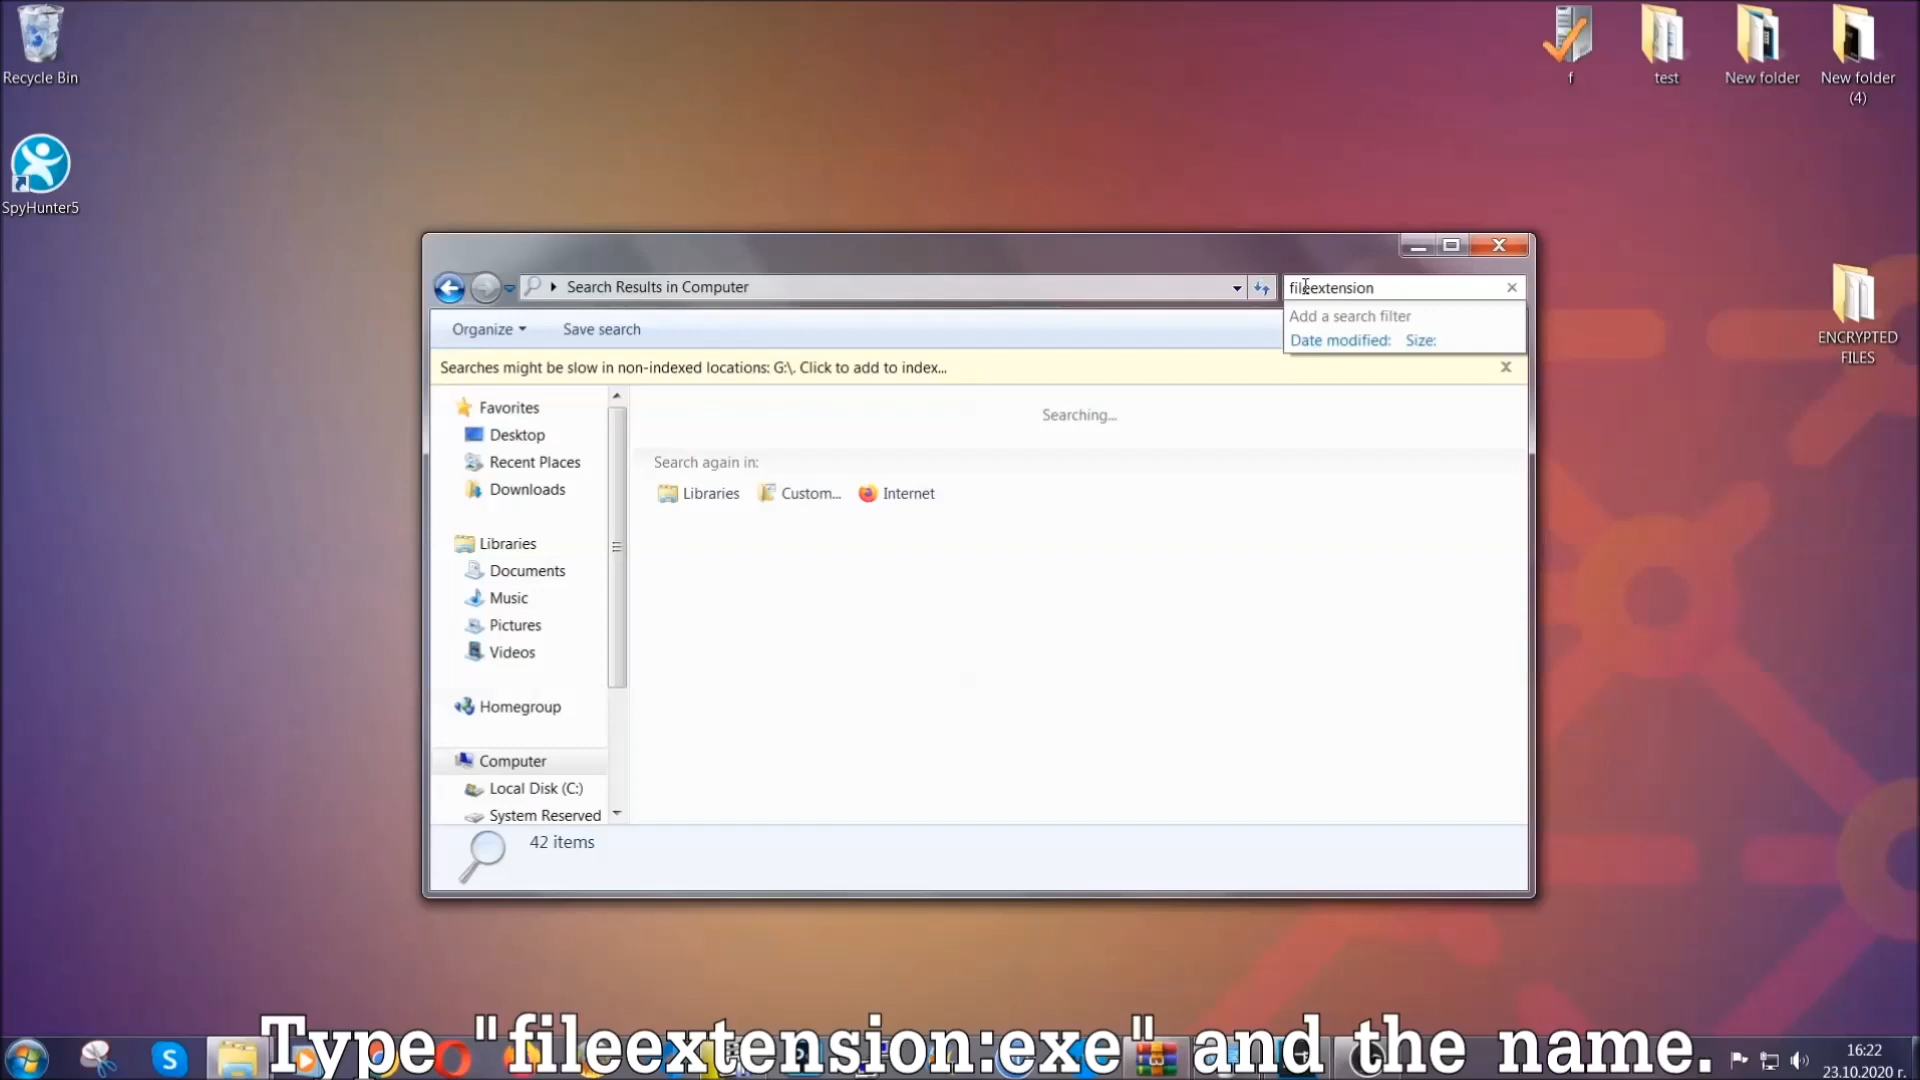 Recycle Bin
SpyHunter5
f
test
New folder
New folder
(4)
ENCRYPTED
FILES
Search Results in Computer
fileextension
Add a search filter
Date modified: Size:
Organize
Save search
Searches might be slow in non-indexed locations: G:\. Click to add to index...
Favorites
Desktop
Recent Places
Downloads
Libraries
Documents
Music
Pictures
Videos
Homegroup
Computer
Local Disk (C:)
System Reserved
Searching...
Search again in:
Libraries
Custom...
Internet
42 items
Type "fileextension:exe" and the name.
16:22
23.10.2020 г.